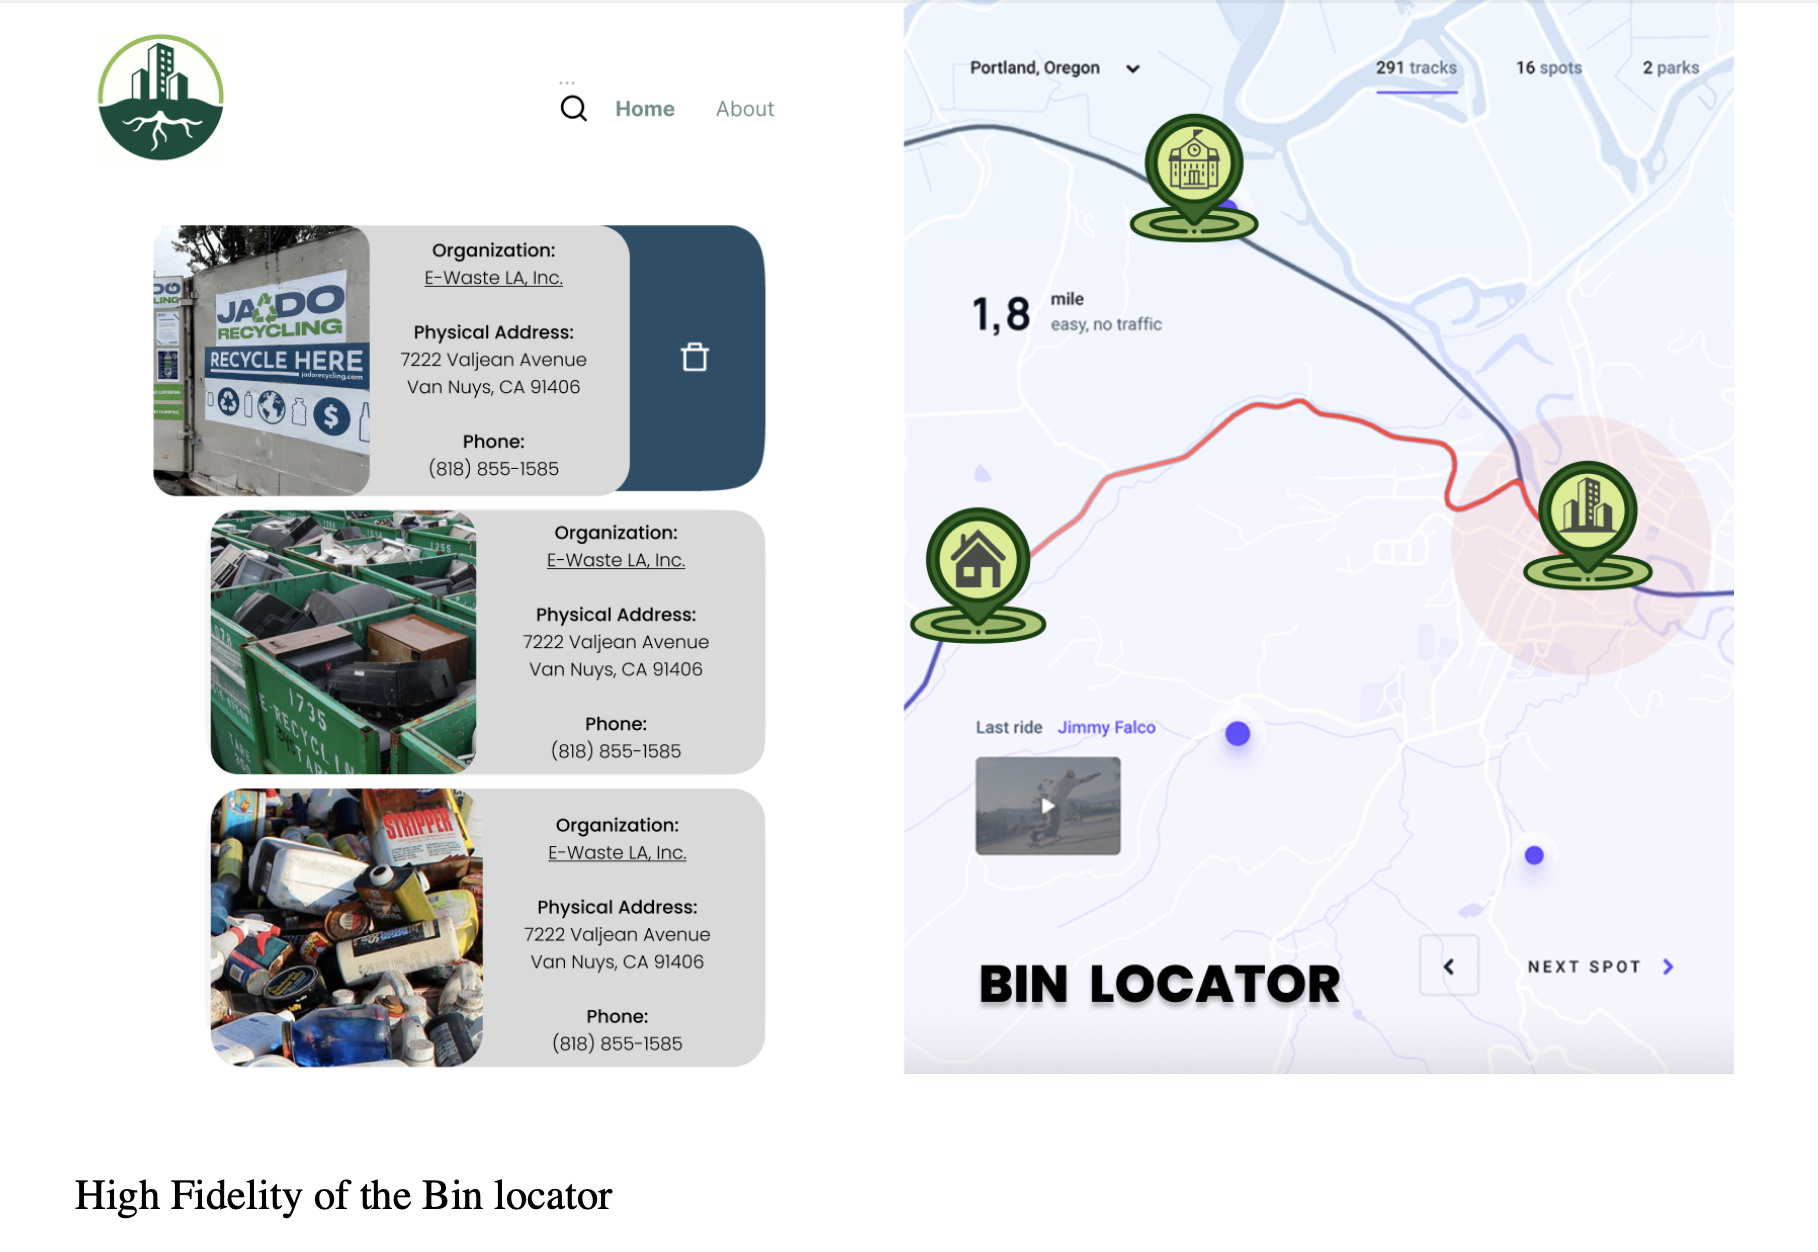 Home
About
JADO
RECYCLING
RECYCLE HERE
jadorecycling.com
Organization:
E-Waste LA, Inc.
Physical Address:
7222 Valjean Avenue
Van Nuys, CA 91406
Phone:
(818) 855-1585
1255
1735
E-RECYCLIN
Organization:
E-Waste LA, Inc.
Physical Address:
7222 Valjean Avenue
Van Nuys, CA 91406
Phone:
(818) 855-1585
STRIPPER
Organization:
E-Waste LA, Inc.
Physical Address:
7222 Valjean Avenue
Van Nuys, CA 91406
Phone:
(818) 855-1585
Portland, Oregon
291 tracks
16 spots
2 parks
1,8
mile
easy, no traffic
Last ride Jimmy Falco
BIN LOCATOR
NEXT SPOT
High Fidelity of the Bin locator